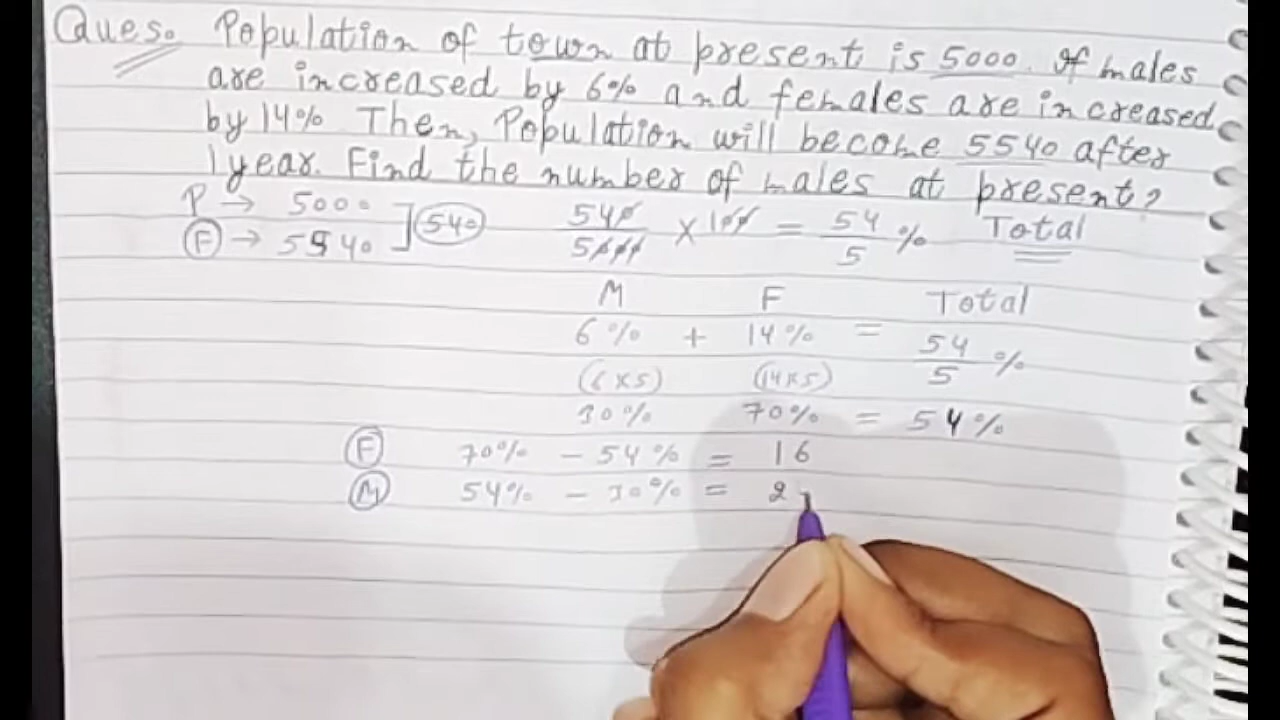 Ques. Population of town at present is 5000. If males
are increased by 6% and females are increased
by 14% Then, Population will become 5540 after
1 year. Find the number of males at present?
P → 5000
F → 5540 ] 540 540/5000 × 100 = 54/5 % Total
M F Total
6% + 14% = 54/5 %
(6×5) (14×5)
30% 70% = 54%
F 70% - 54% = 16
M 54% - 30% = 2